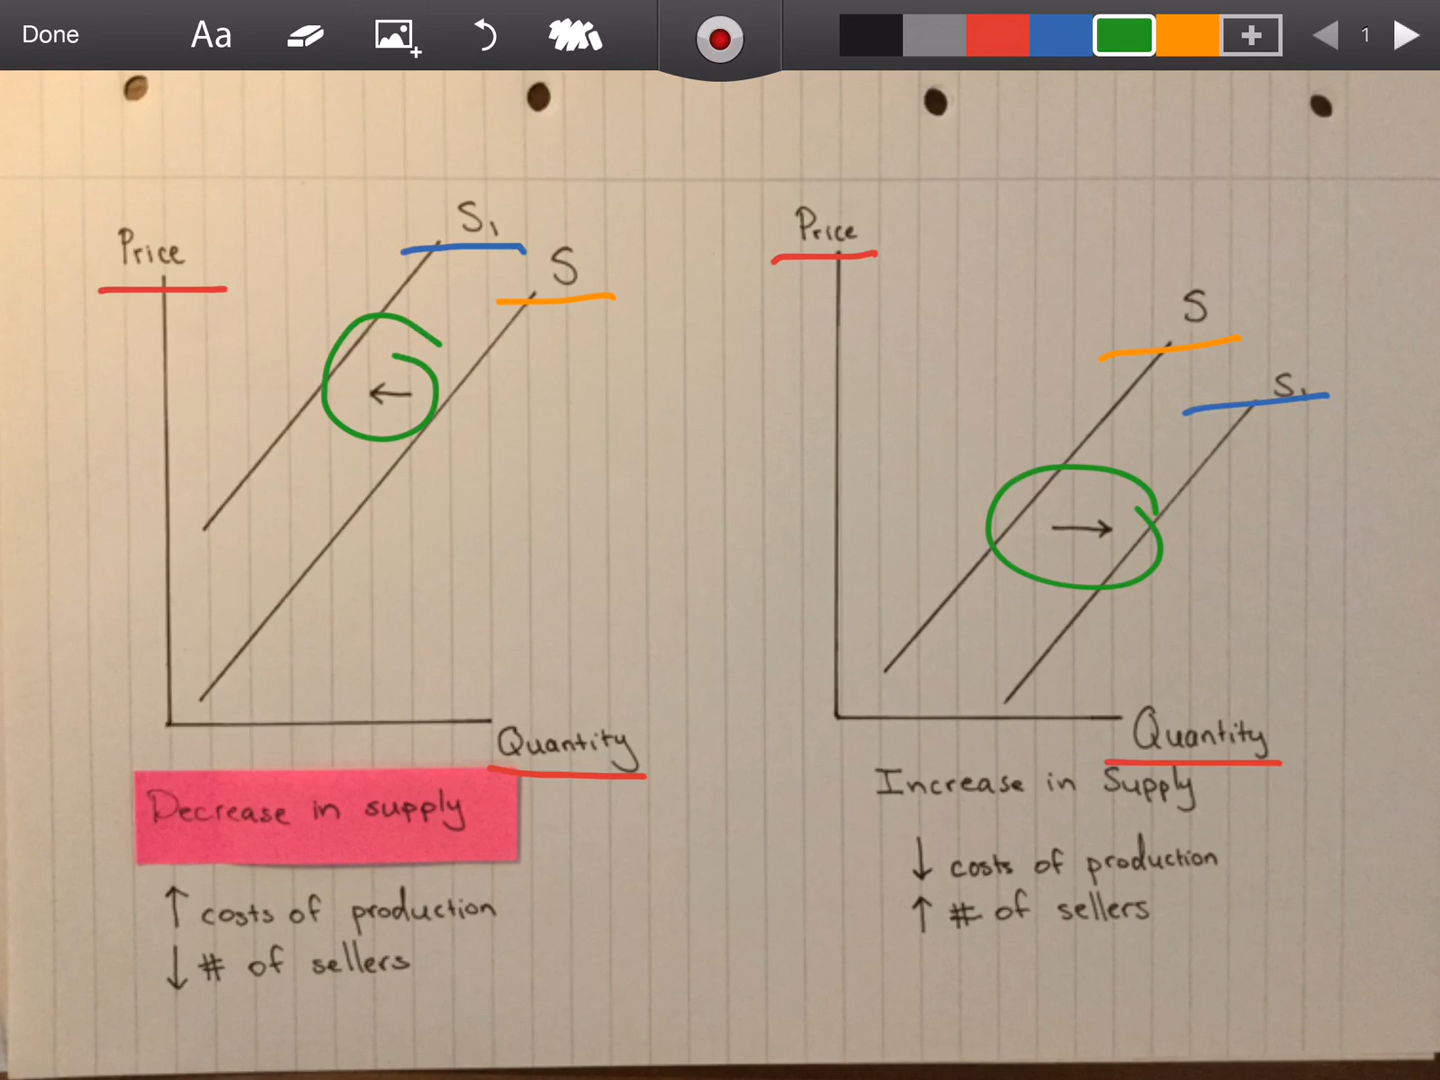 Done
Aa
1
Price
S1
S
Quantity
Decrease in supply
↑ costs of production
↓ # of sellers
Price
S
S1
Quantity
Increase in Supply
↓ costs of production
↑ # of sellers